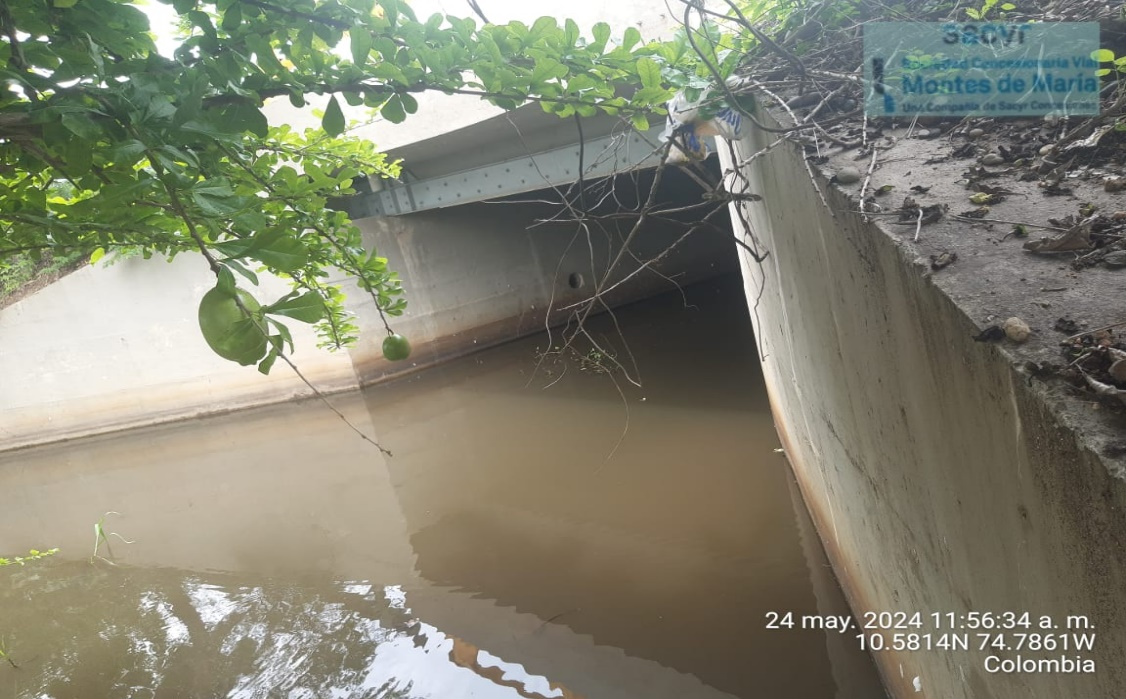 sacyr
Sociedad Concesionaria Vial
Montes de María
Una Compañía de Sacyr Concesiones
24 may. 2024 11:56:34 a. m.
10.5814N 74.7861W
Colombia